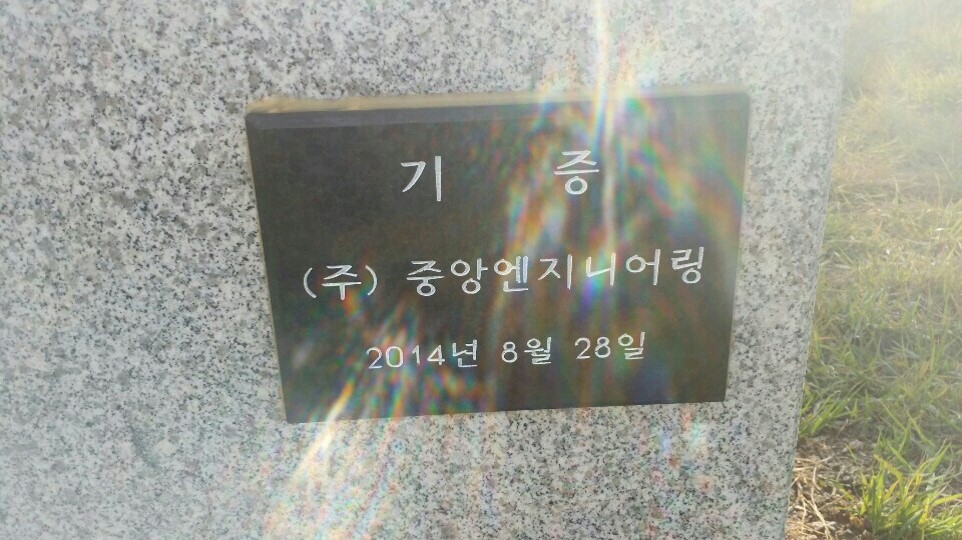 기 증
(주) 중앙엔지니어링
2014년 8월 28일